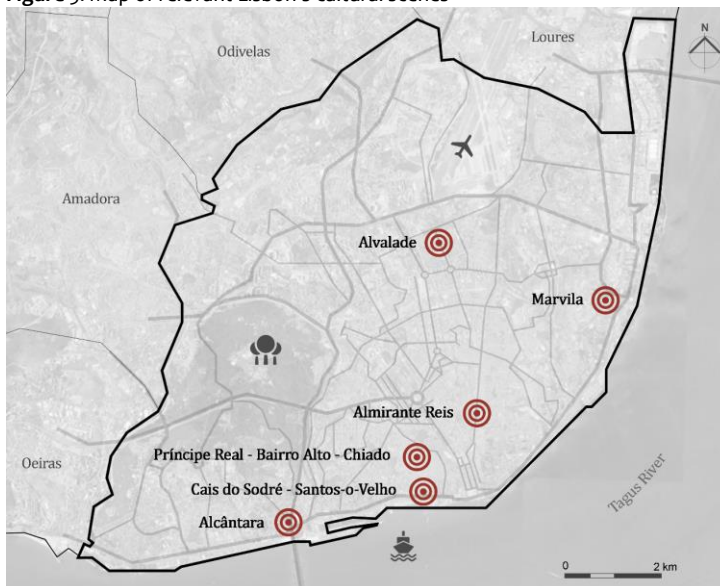 Figure 9. Map of relevant Lisbon's cultural scenes
Odivelas
Loures
N
Amadora
Alvalade
Marvila
Almirante Reis
Príncipe Real - Bairro Alto - Chiado
Oeiras
Cais do Sodré - Santos-o-Velho
Tagus River
Alcântara
0 2 km